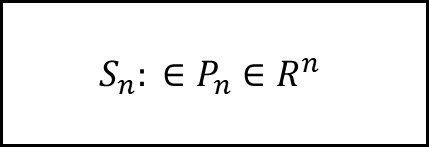 Sₙ: ∈ Pₙ ∈ Rⁿ